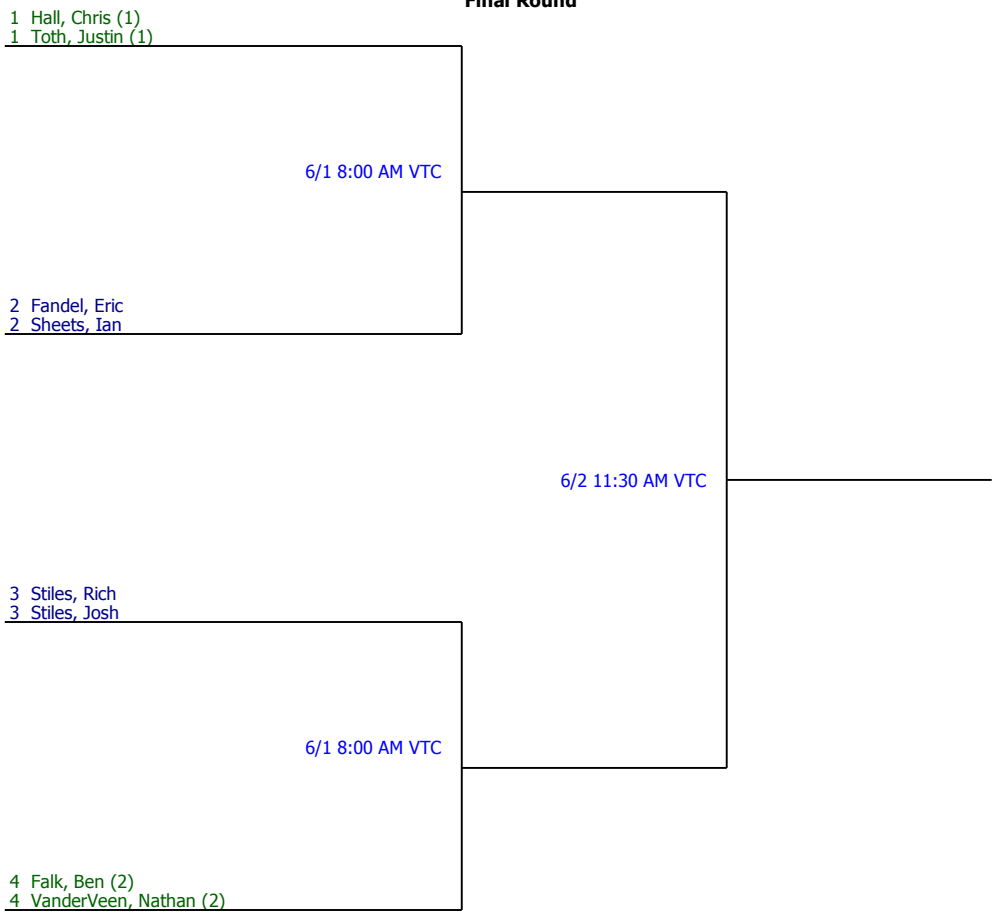 Final Round
1 Hall, Chris (1)
1 Toth, Justin (1)
6/1 8:00 AM VTC
2 Fandel, Eric
2 Sheets, Ian
6/2 11:30 AM VTC
3 Stiles, Rich
3 Stiles, Josh
6/1 8:00 AM VTC
4 Falk, Ben (2)
4 VanderVeen, Nathan (2)